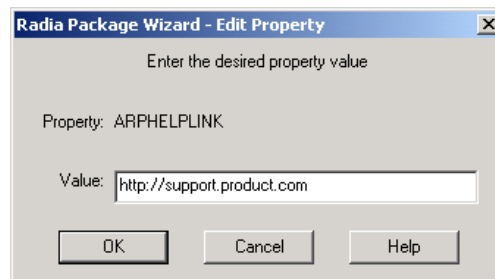 Radia Package Wizard - Edit Property
Enter the desired property value
Property: ARPHELPLINK
Value: http://support.product.com
OK Cancel Help